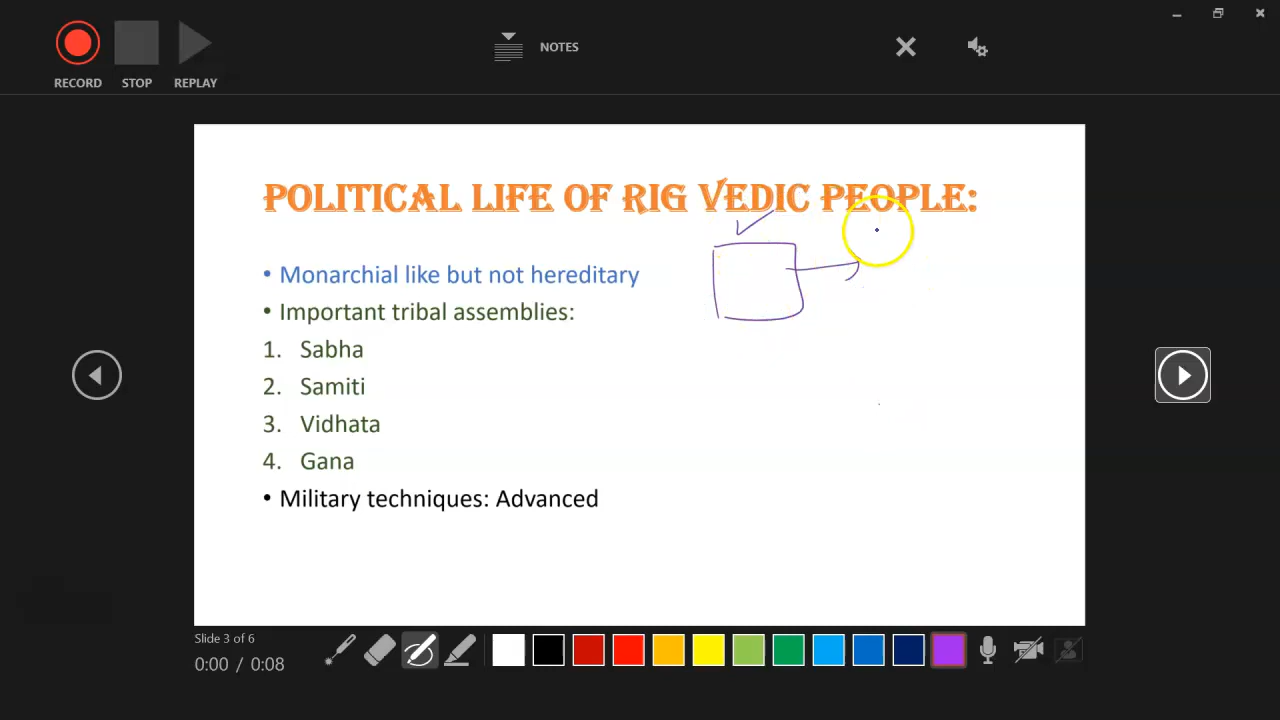 RECORD
STOP
REPLAY
NOTES
POLITICAL LIFE OF RIG VEDIC PEOPLE:
• Monarchial like but not hereditary
• Important tribal assemblies:
1. Sabha
2. Samiti
3. Vidhata
4. Gana
• Military techniques: Advanced
Slide 3 of 6
0:00 / 0:08